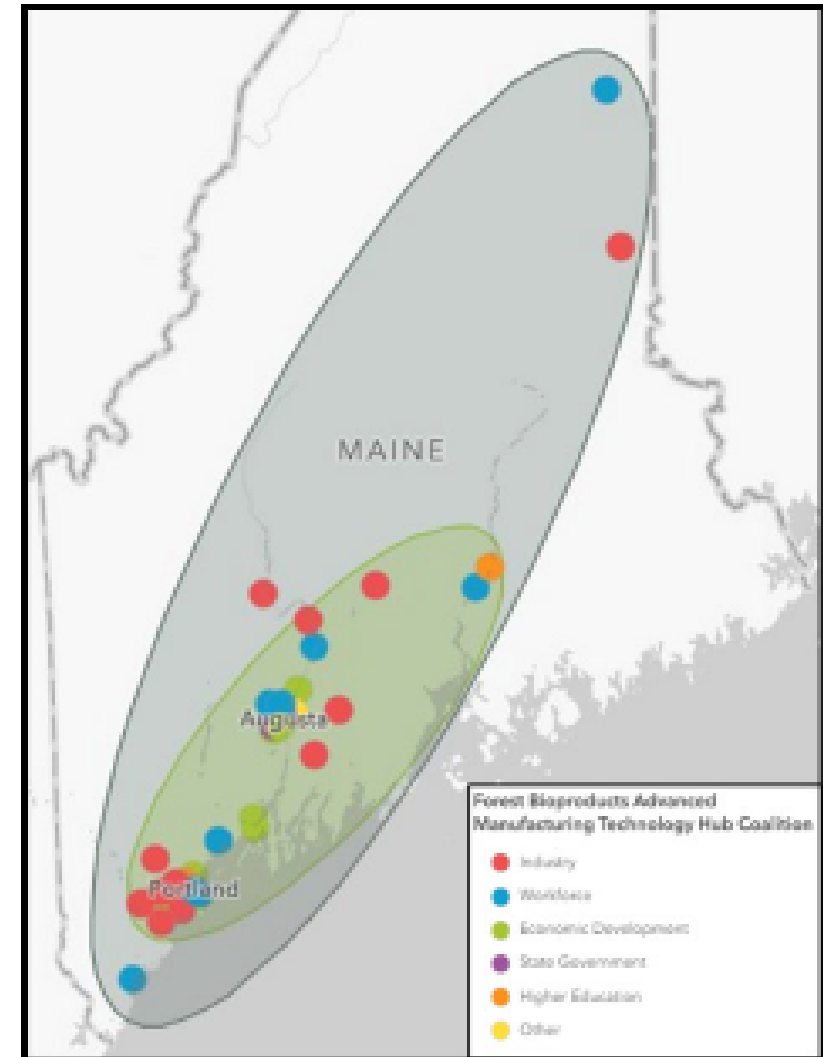 MAINE
Augusta
Portland
Forest Bioproducts Advanced
Manufacturing Technology Hub Coalition
Industry
Workforce
Economic Development
State Government
Higher Education
Other